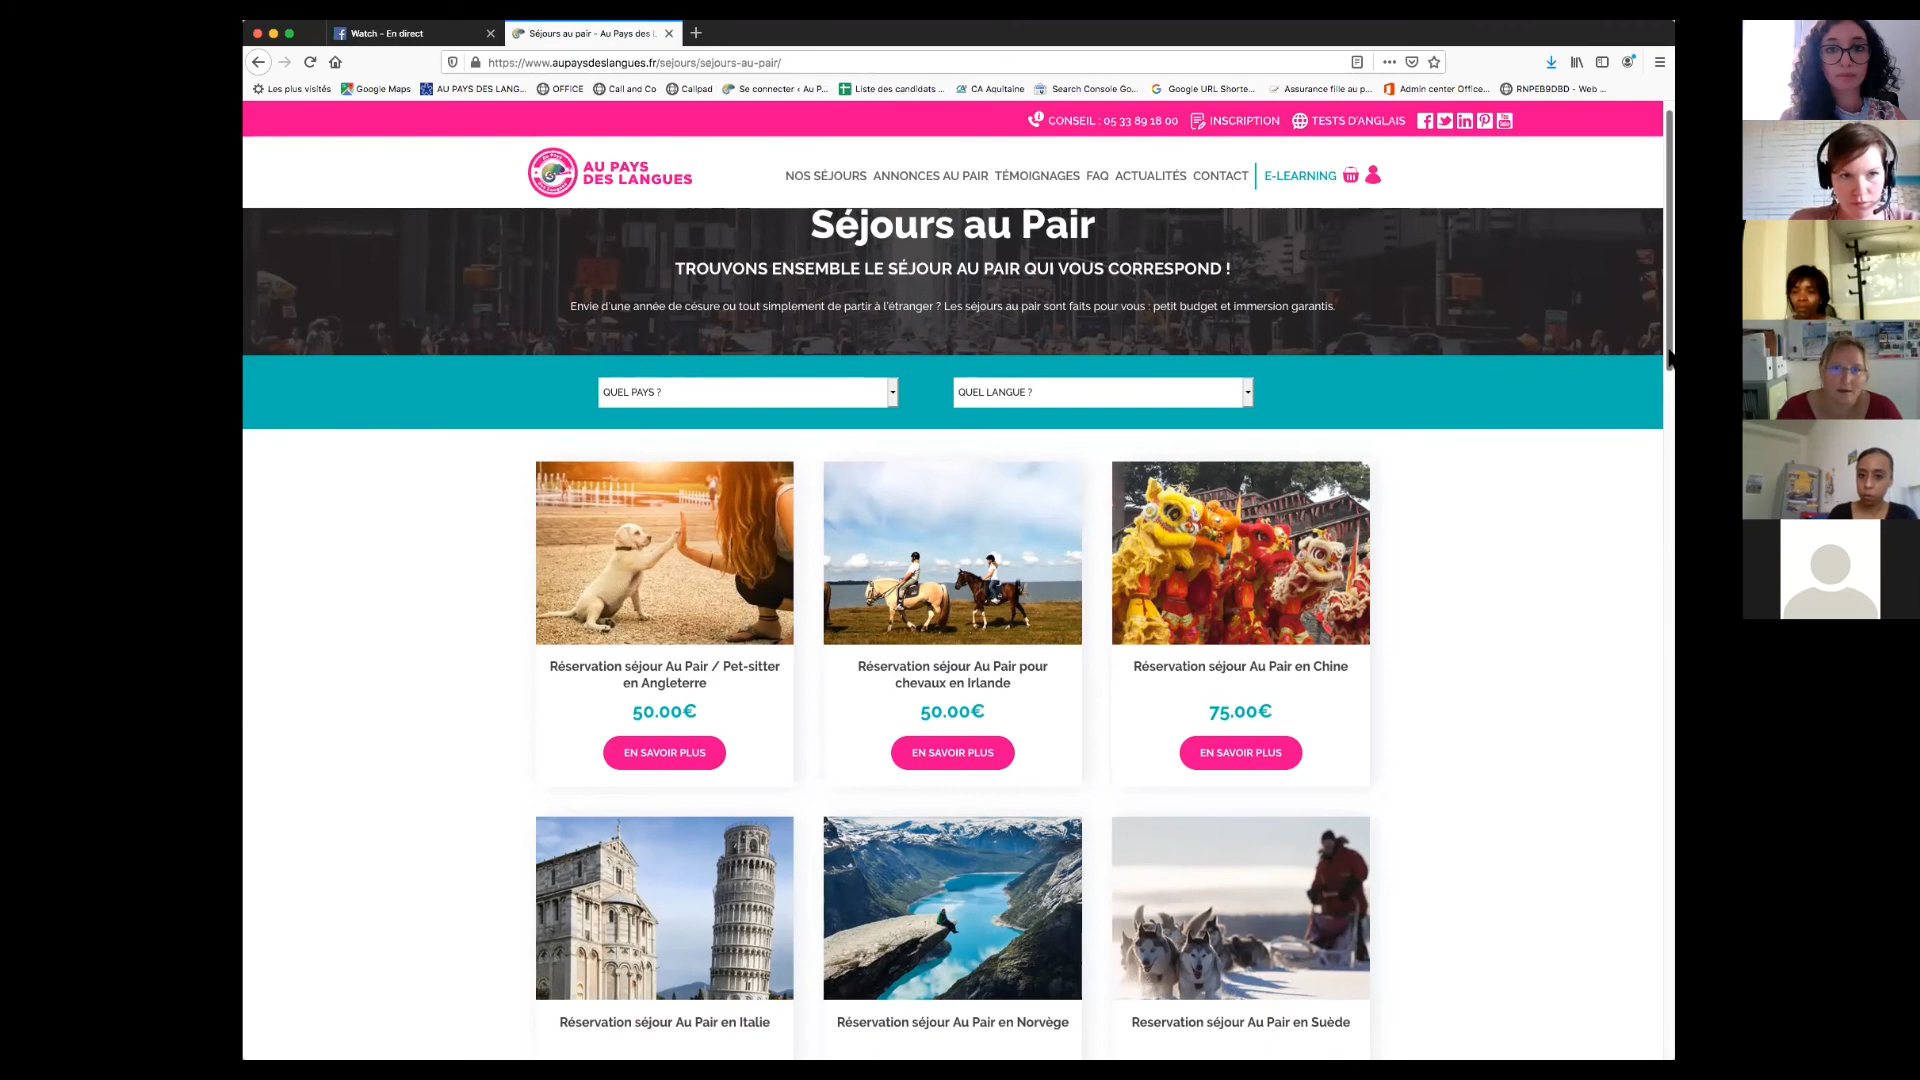 Watch - En direct
Séjours au pair - Au Pays des L
https://www.aupaysdeslangues.fr/sejours/sejours-au-pair/
Les plus visités Google Maps AU PAYS DES LANG... OFFICE Call and Co Callpad Se connecter ‹ Au P... Liste des candidats ... CA Aquitaine Search Console Go... Google URL Shorte... Assurance fille au p... Admin center Office... RNPEB9DBD - Web ...
CONSEIL : 05 33 89 18 00 INSCRIPTION TESTS D'ANGLAIS
AU PAYS
DES LANGUES
NOS SÉJOURS ANNONCES AU PAIR TÉMOIGNAGES FAQ ACTUALITÉS CONTACT E-LEARNING
Séjours au Pair
TROUVONS ENSEMBLE LE SÉJOUR AU PAIR QUI VOUS CORRESPOND !
Envie d'une année de césure ou tout simplement de partir à l'étranger ? Les séjours au pair sont faits pour vous : petit budget et immersion garantis.
QUEL PAYS ? QUEL LANGUE ?
Réservation séjour Au Pair / Pet-sitter
en Angleterre
50.00€
EN SAVOIR PLUS
Réservation séjour Au Pair pour
chevaux en Irlande
50.00€
EN SAVOIR PLUS
Réservation séjour Au Pair en Chine
75.00€
EN SAVOIR PLUS
Réservation séjour Au Pair en Italie
Réservation séjour Au Pair en Norvège
Reservation séjour Au Pair en Suède